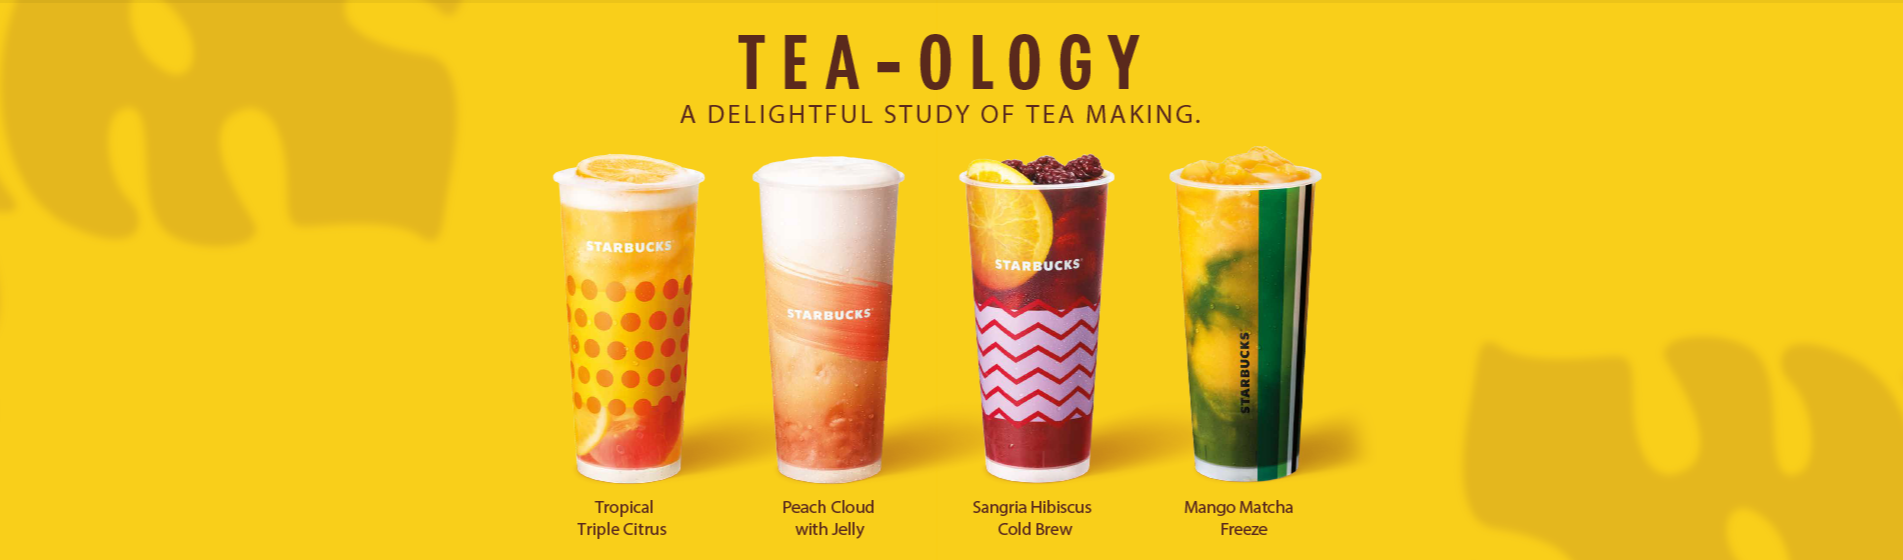 TEA-OLOGY
A DELIGHTFUL STUDY OF TEA MAKING.
STARBUCKS
STARBUCKS
STARBUCKS
STARBUCKS
Tropical
Triple Citrus
Peach Cloud
with Jelly
Sangria Hibiscus
Cold Brew
Mango Matcha
Freeze